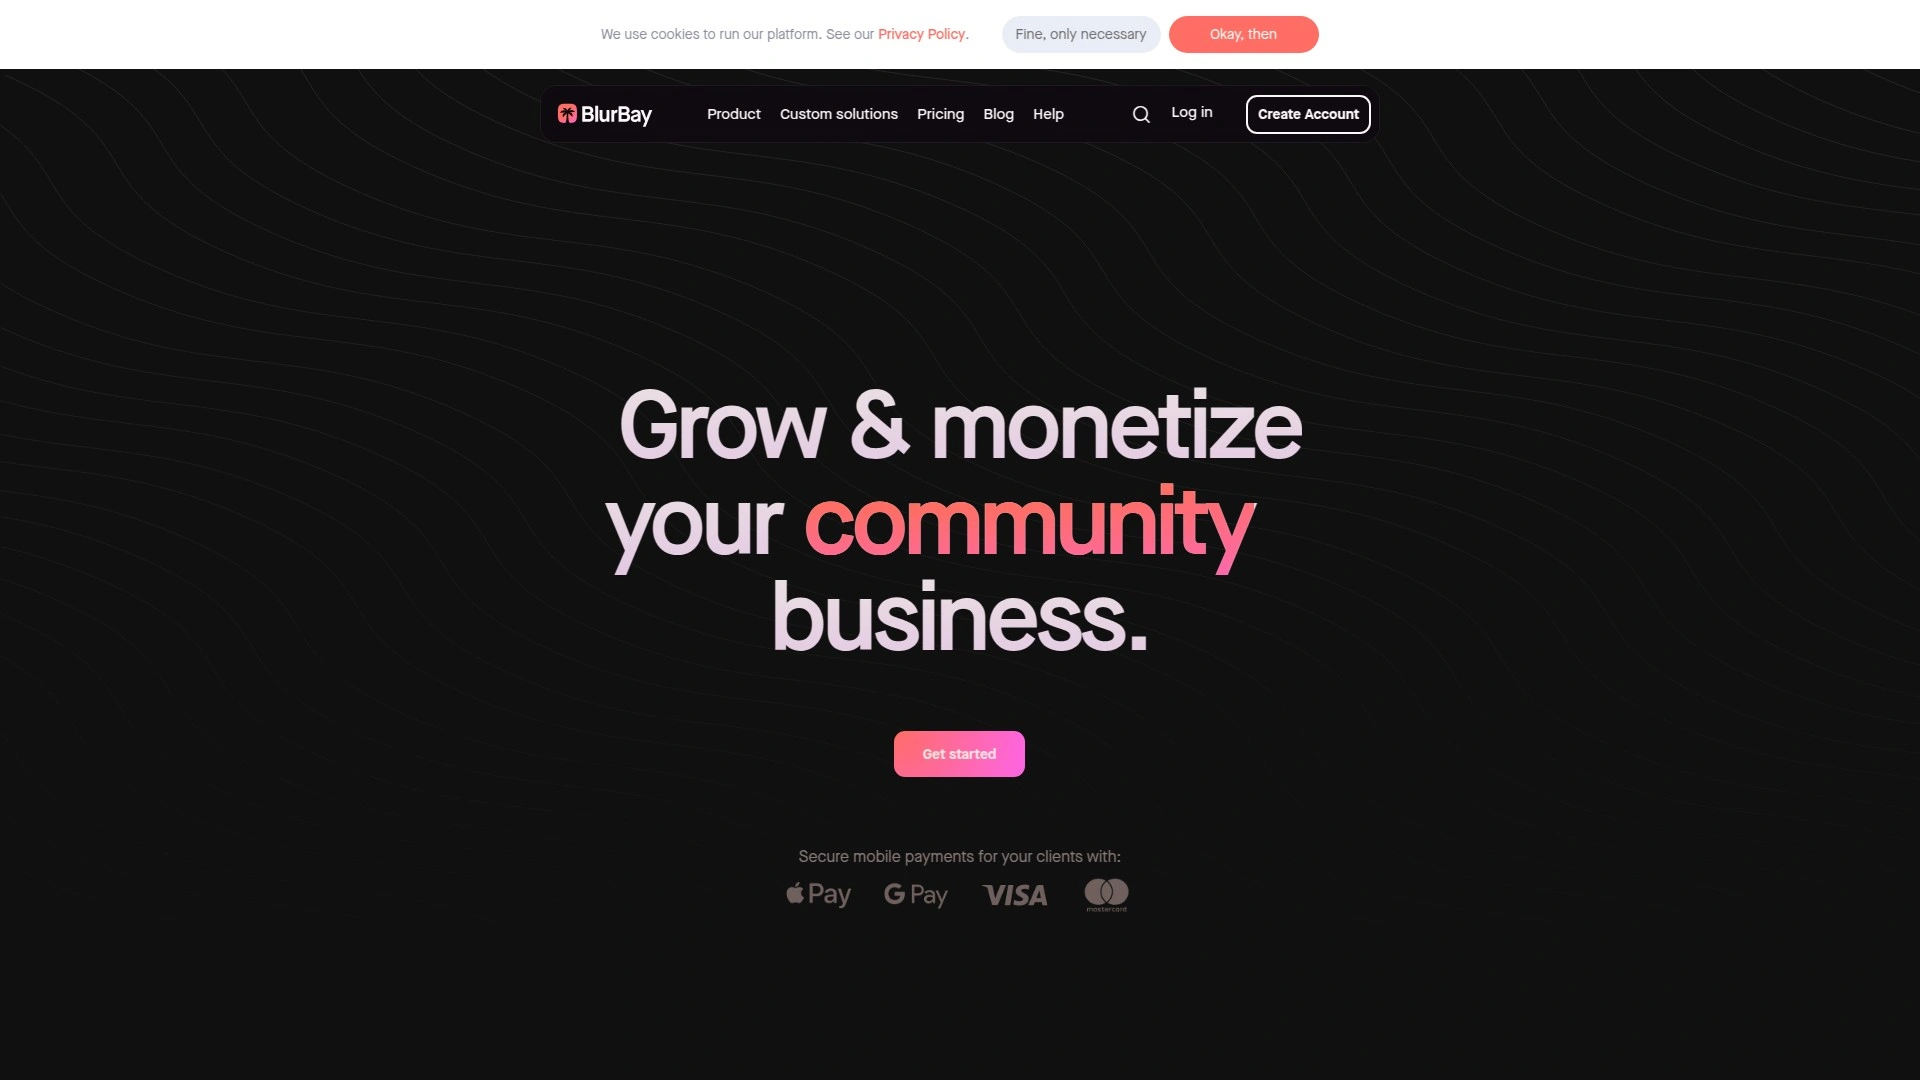 We use cookies to run our platform. See our Privacy Policy.
Fine, only necessary
Okay, then
BlurBay
Product
Custom solutions
Pricing
Blog
Help
Log in
Create Account
Grow & monetize
your community
business.
Get started
Secure mobile payments for your clients with:
Pay
G Pay
VISA
mastercard